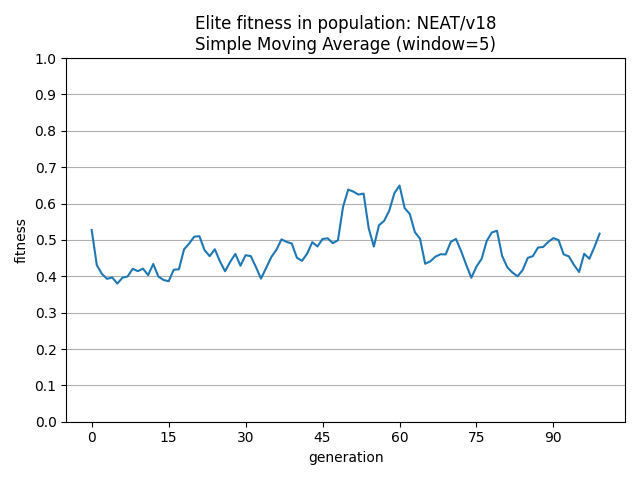 Elite fitness in population: NEAT/v18
Simple Moving Average (window=5)
1.0
0.9
0.8
0.7
0.6
0.5
0.4
0.3
0.2
0.1
0.0
fitness
0 15 30 45 60 75 90
generation